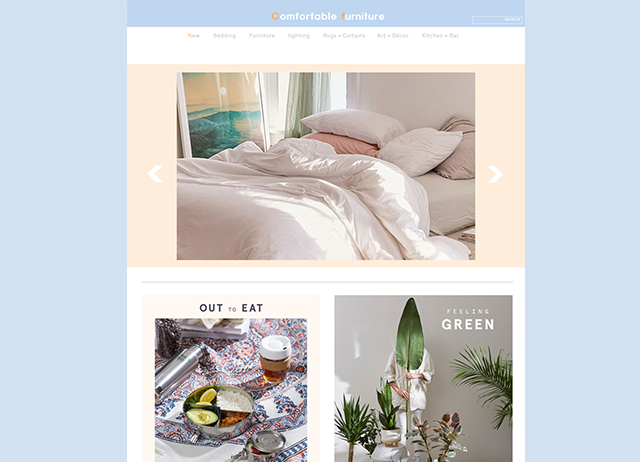 Comfortable furniture
SEARCH
New Bedding Furniture lighting Rugs + Curtains Art + Décor Kitchen + Bar
OUT TO EAT
FEELING
GREEN